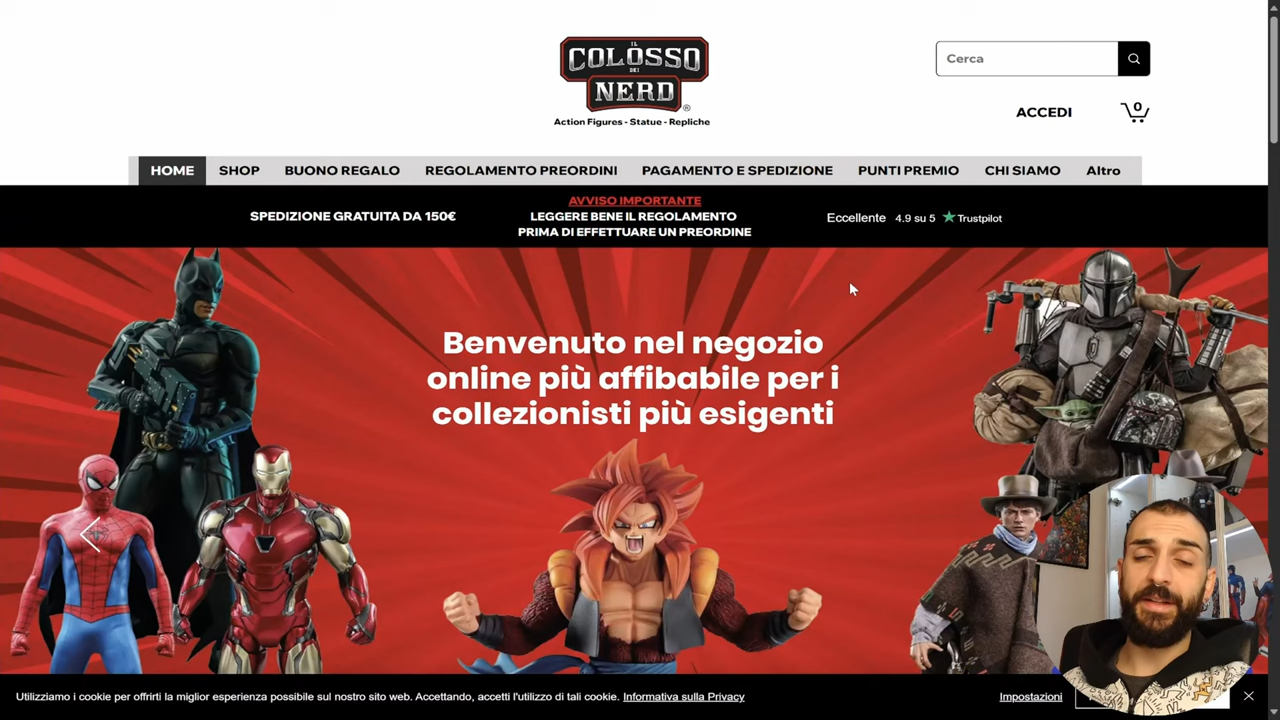 IL
COLOSSO
DEI
NERD®
Action Figures - Statue - Repliche
Cerca
ACCEDI
0
HOME SHOP BUONO REGALO REGOLAMENTO PREORDINI PAGAMENTO E SPEDIZIONE PUNTI PREMIO CHI SIAMO Altro
SPEDIZIONE GRATUITA DA 150€
AVVISO IMPORTANTE
LEGGERE BENE IL REGOLAMENTO
PRIMA DI EFFETTUARE UN PREORDINE
Eccellente 4.9 su 5 Trustpilot
Benvenuto nel negozio
online più affibabile per i
collezionisti più esigenti
Utilizziamo i cookie per offrirti la miglior esperienza possibile sul nostro sito web. Accettando, accetti l'utilizzo di tali cookie. Informativa sulla Privacy
Impostazioni